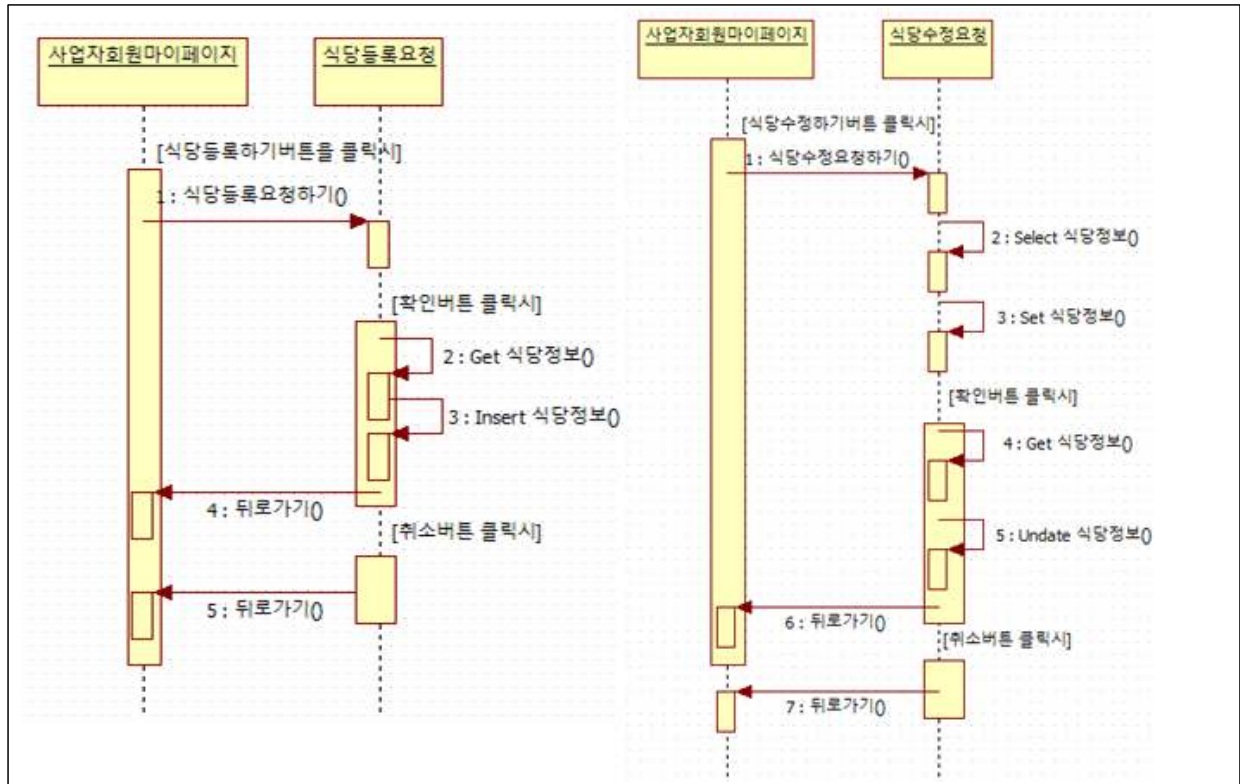 사업자회원마이페이지
식당등록요청
[식당등록하기버튼을 클릭시]
1 : 식당등록요청하기()
[확인버튼 클릭시]
2 : Get 식당정보()
3 : Insert 식당정보()
4 : 뒤로가기()
[취소버튼 클릭시]
5 : 뒤로가기()
사업자회원마이페이지
식당수정요청
[식당수정하기버튼 클릭시]
1 : 식당수정요청하기()
2 : Select 식당정보()
3 : Set 식당정보()
[확인버튼 클릭시]
4 : Get 식당정보()
5 : Undate 식당정보()
6 : 뒤로가기()
[취소버튼 클릭시]
7 : 뒤로가기()